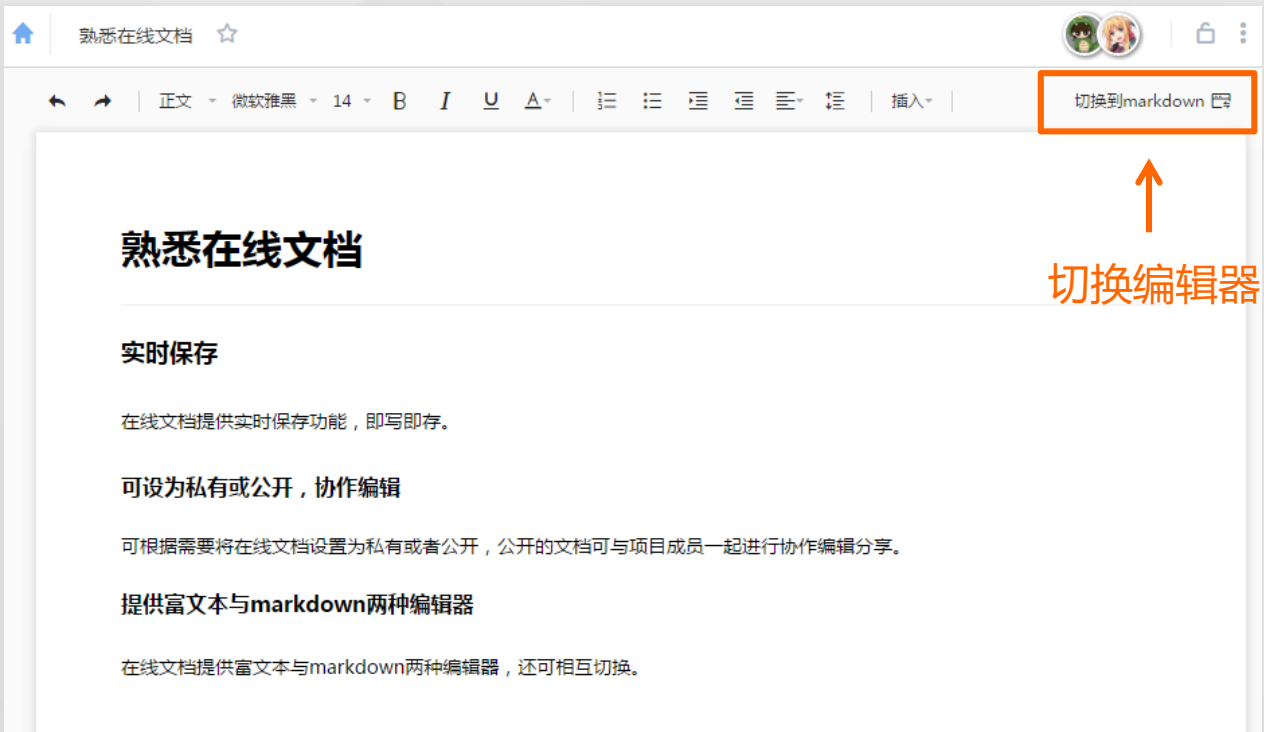 熟悉在线文档
正文 微软雅黑 14 B I U A 插入 切换到markdown
切换编辑器
熟悉在线文档
实时保存
在线文档提供实时保存功能，即写即存。
可设为私有或公开，协作编辑
可根据需要将在线文档设置为私有或者公开，公开的文档可与项目成员一起进行协作编辑分享。
提供富文本与markdown两种编辑器
在线文档提供富文本与markdown两种编辑器，还可相互切换。